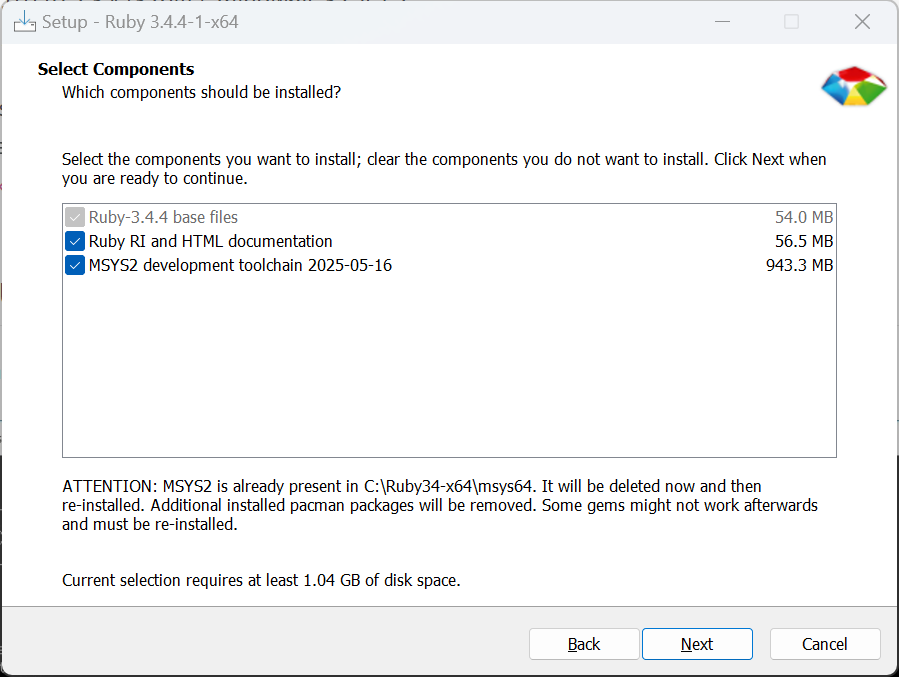 Setup - Ruby 3.4.4-1-x64
Select Components
Which components should be installed?
Select the components you want to install; clear the components you do not want to install. Click Next when
you are ready to continue.
Ruby-3.4.4 base files 54.0 MB
Ruby RI and HTML documentation 56.5 MB
MSYS2 development toolchain 2025-05-16 943.3 MB
ATTENTION: MSYS2 is already present in C:\Ruby34-x64\msys64. It will be deleted now and then
re-installed. Additional installed pacman packages will be removed. Some gems might not work afterwards
and must be re-installed.
Current selection requires at least 1.04 GB of disk space.
Back Next Cancel